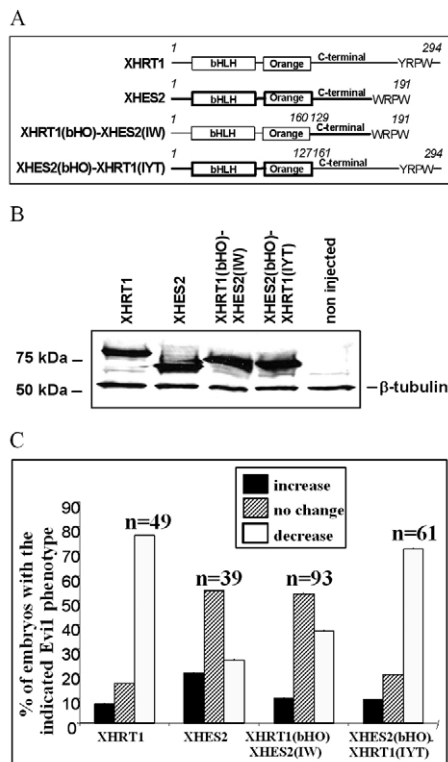 A
1 294
XHRT1 bHLH Orange C-terminal YRPW
1 191
XHES2 bHLH Orange WRPW
1 160 129 191
XHRT1(bHO)-XHES2(IW) bHLH Orange C-terminal WRPW
1 127 161 294
XHES2(bHO)-XHRT1(IYT) bHLH Orange C-terminal YRPW
B
XHRT1
XHES2
XHRT1(bHO)-
XHES2(IW)
XHES2(bHO)-
XHRT1(IYT)
non injected
75 kDa
50 kDa
β-tubulin
C
% of embryos with the
indicated Evi1 phenotype
90
80
70
60
50
40
30
20
10
0
increase
no change
decrease
n=49
n=39
n=93
n=61
XHRT1
XHES2
XHRT1(bHO)
XHES2(IW)
XHES2(bHO).
XHRT1(IYT)